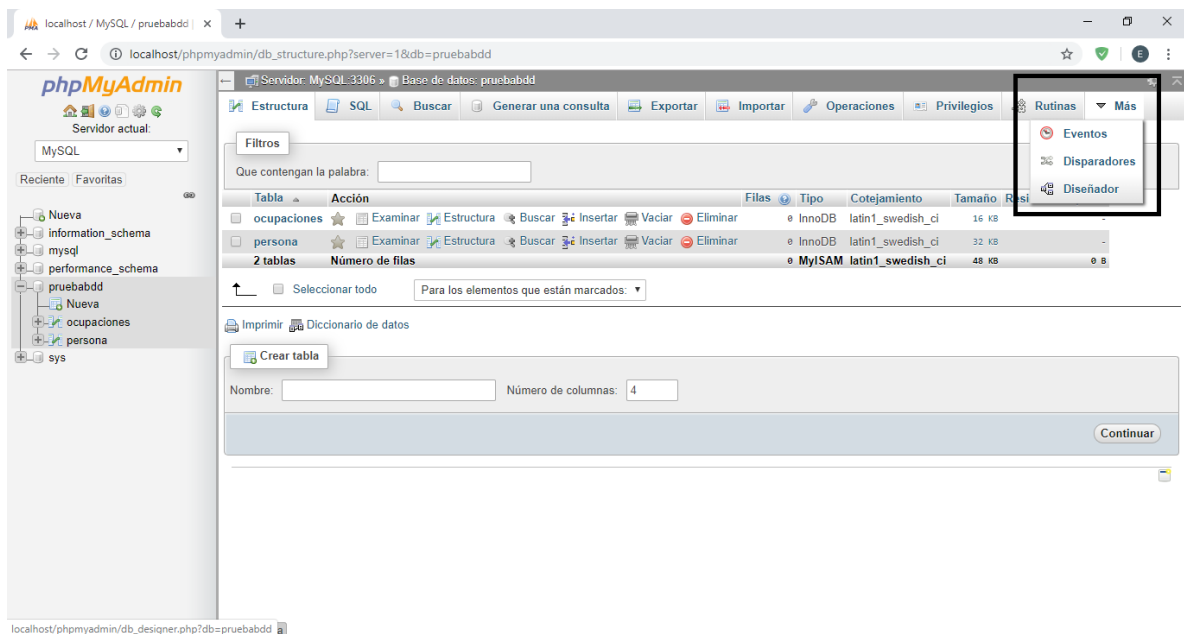 localhost / MySQL / pruebabdd |
localhost/phpmyadmin/db_structure.php?server=1&db=pruebabdd
E
phpMyAdmin
Servidor actual:
MySQL
Reciente Favoritas
Nueva
information_schema
mysql
performance_schema
pruebabdd
Nueva
ocupaciones
persona
sys
Servidor: MySQL:3306 » Base de datos: pruebabdd
Estructura SQL Buscar Generar una consulta Exportar Importar Operaciones Privilegios Rutinas Más
Eventos
Disparadores
Diseñador
Filtros
Que contengan la palabra:
Tabla Acción Filas Tipo Cotejamiento Tamaño
ocupaciones Examinar Estructura Buscar Insertar Vaciar Eliminar 0 InnoDB latin1_swedish_ci 16 KB -
persona Examinar Estructura Buscar Insertar Vaciar Eliminar 0 InnoDB latin1_swedish_ci 32 KB -
2 tablas Número de filas 0 MyISAM latin1_swedish_ci 48 KB 0 B
Seleccionar todo Para los elementos que están marcados:
Imprimir Diccionario de datos
Crear tabla
Nombre: Número de columnas: 4
Continuar
localhost/phpmyadmin/db_designer.php?db=pruebabdd